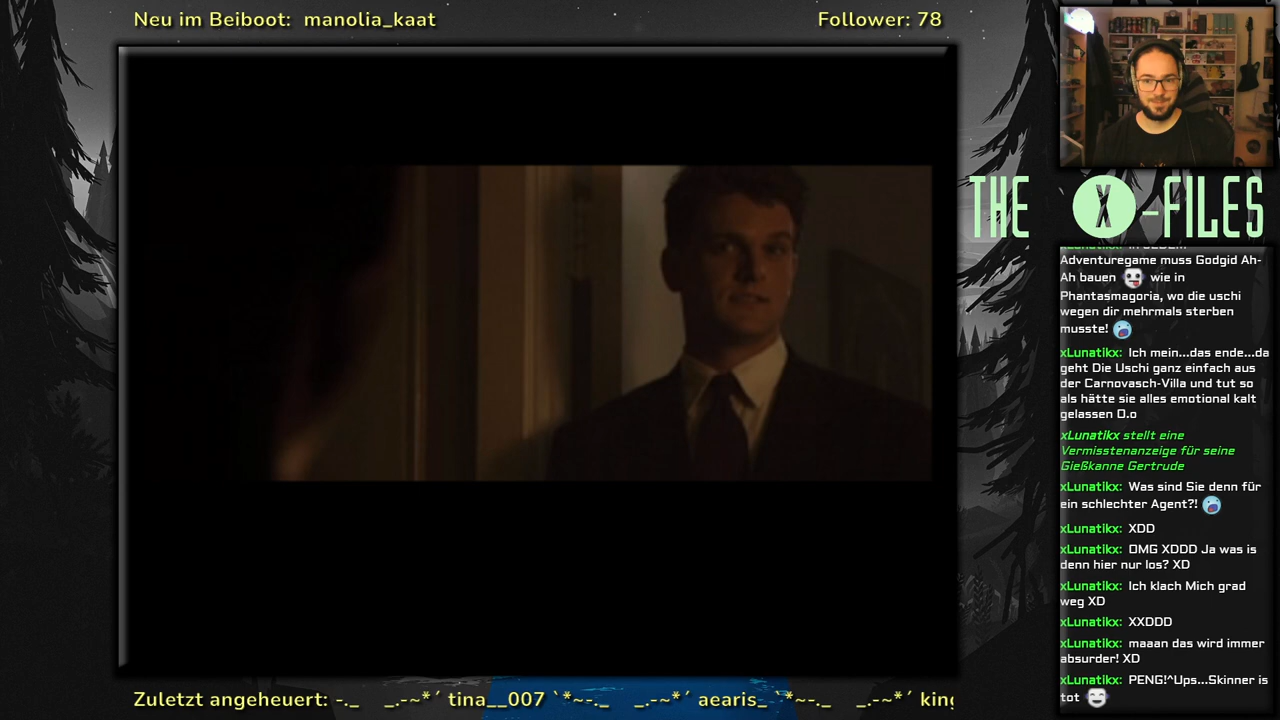 Neu im Beiboot: manolia_kaat
Follower: 78
THE X-FILES
Adventuregame muss Godgid Ah-
Ah bauen wie in
Phantasmagoria, wo die uschi
wegen dir mehrmals sterben
musste!
xLunatikx: Ich mein...das ende...da
geht Die Uschi ganz einfach aus
der Carnovasch-Villa und tut so
als hätte sie alles emotional kalt
gelassen O.o
xLunatikx stellt eine
Vermisstenanzeige für seine
Gießkanne Gertrude
xLunatikx: Was sind Sie denn für
ein schlechter Agent?!
xLunatikx: XDD
xLunatikx: OMG XDDD Ja was is
denn hier nur los? XD
xLunatikx: Ich klach Mich grad
weg XD
xLunatikx: XXDDD
xLunatikx: maaan das wird immer
absurder! XD
xLunatikx: PENG!^Ups...Skinner is
tot
Zuletzt angeheuert: -._ _.-~*´ tina__007 `*~-._ _.-~*´ aearis_ `*~-._ _.-~*´ king